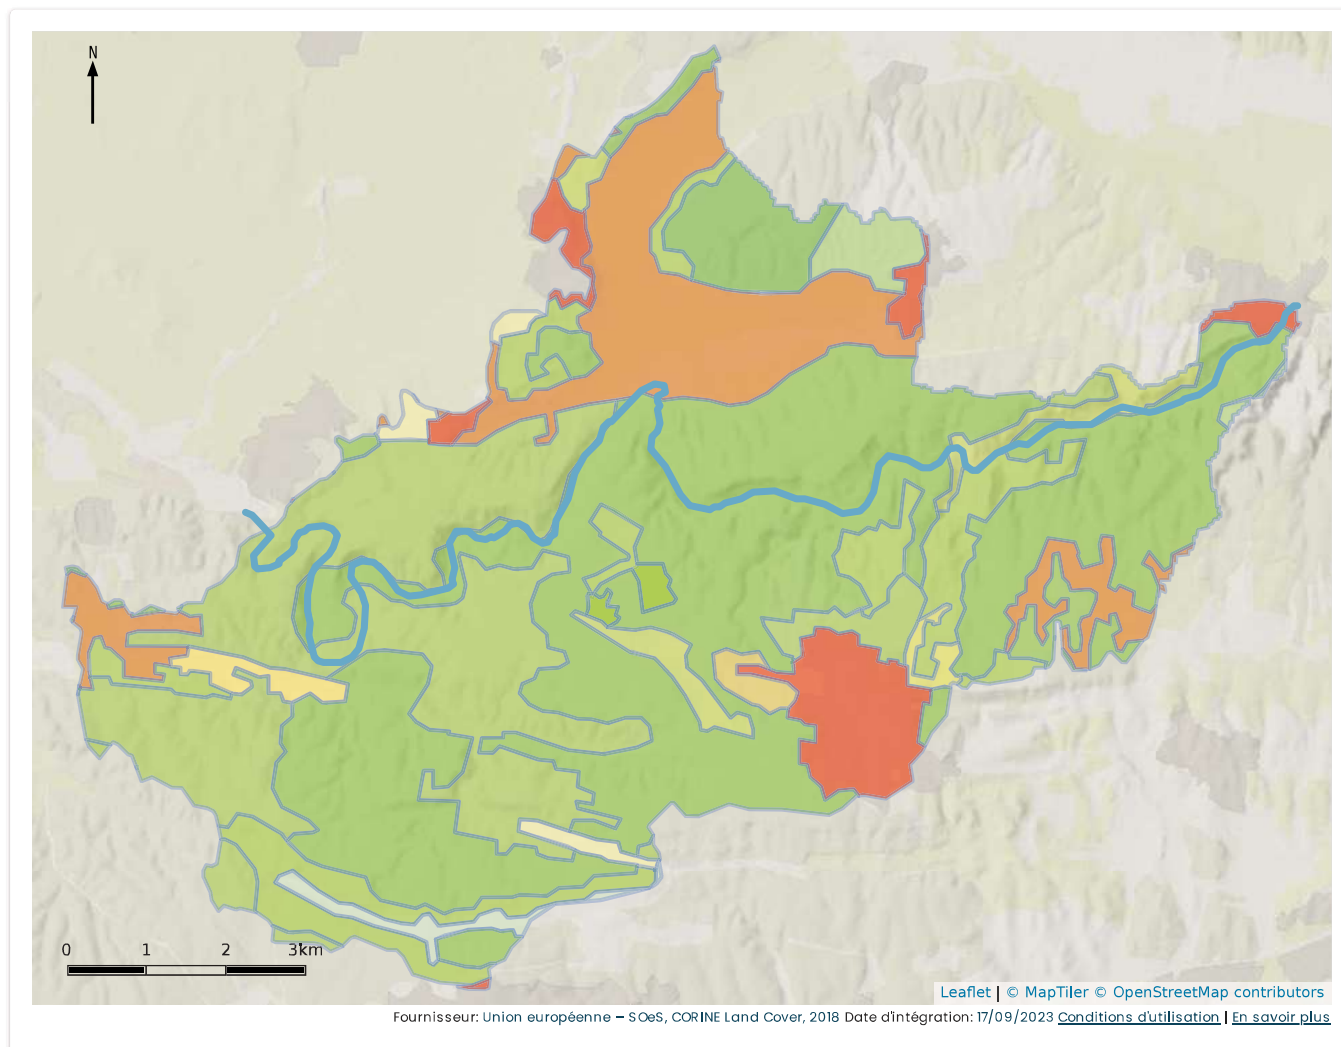 N
0 1 2 3km
Leaflet | © MapTiler © OpenStreetMap contributors
Fournisseur: Union européenne – SOeS, CORINE Land Cover, 2018 Date d'intégration: 17/09/2023 Conditions d'utilisation | En savoir plus